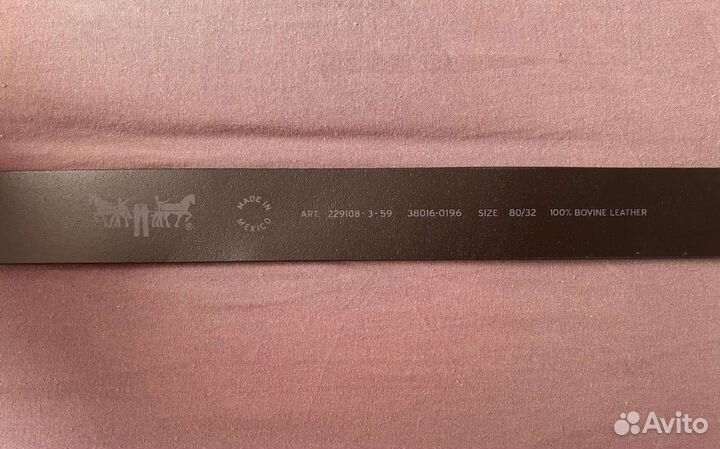 MADE IN MEXICO
ART. 229108-3-59 38016-0196 SIZE 80/32 100% BOVINE LEATHER
®
Avito